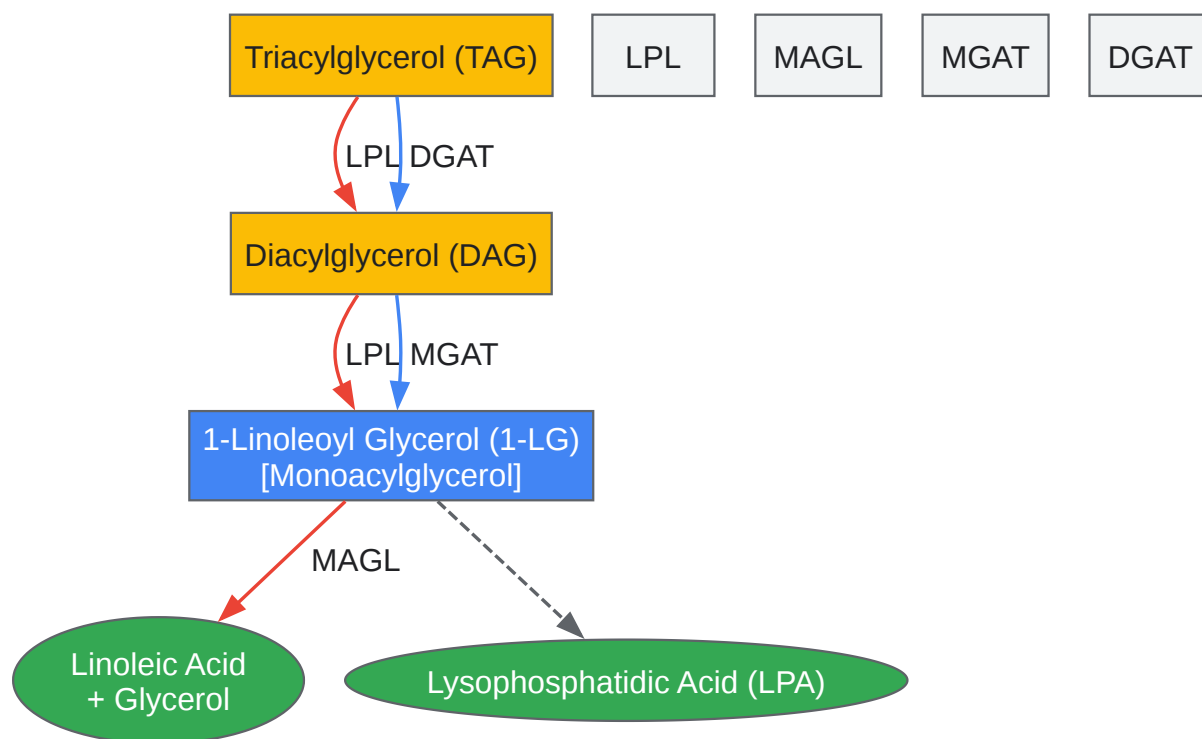 Triacylglycerol (TAG)
LPL
MAGL
MGAT
DGAT
LPL
DGAT
Diacylglycerol (DAG)
LPL
MGAT
1-Linoleoyl Glycerol (1-LG)
[Monoacylglycerol]
MAGL
Linoleic Acid
+ Glycerol
Lysophosphatidic Acid (LPA)